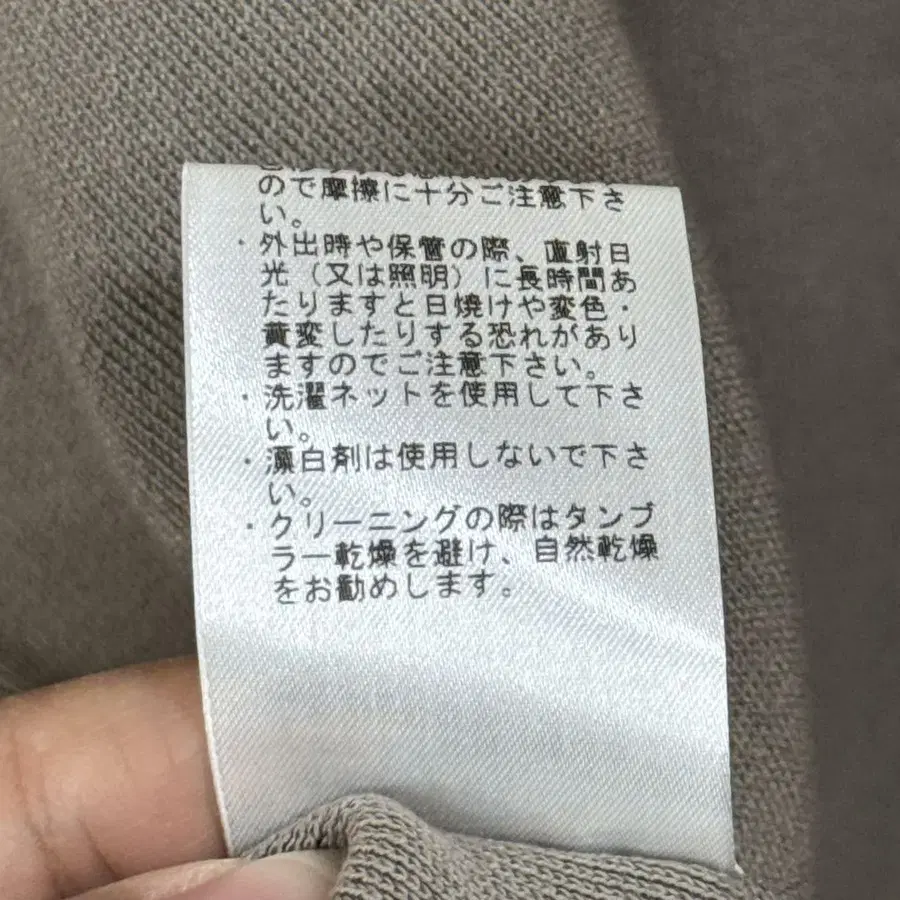 ので摩擦に十分ご注意下さ
い。
・外出時や保管の際、直射日
光（又は照明）に長時間あ
たりますと日焼けや変色・
黄変したりする恐れがあり
ますのでご注意下さい。
・洗濯ネットを使用して下さ
い。
・漂白剤は使用しないで下さ
い。
・クリーニングの際はタンブ
ラー乾燥を避け、自然乾燥
をお勧めします。